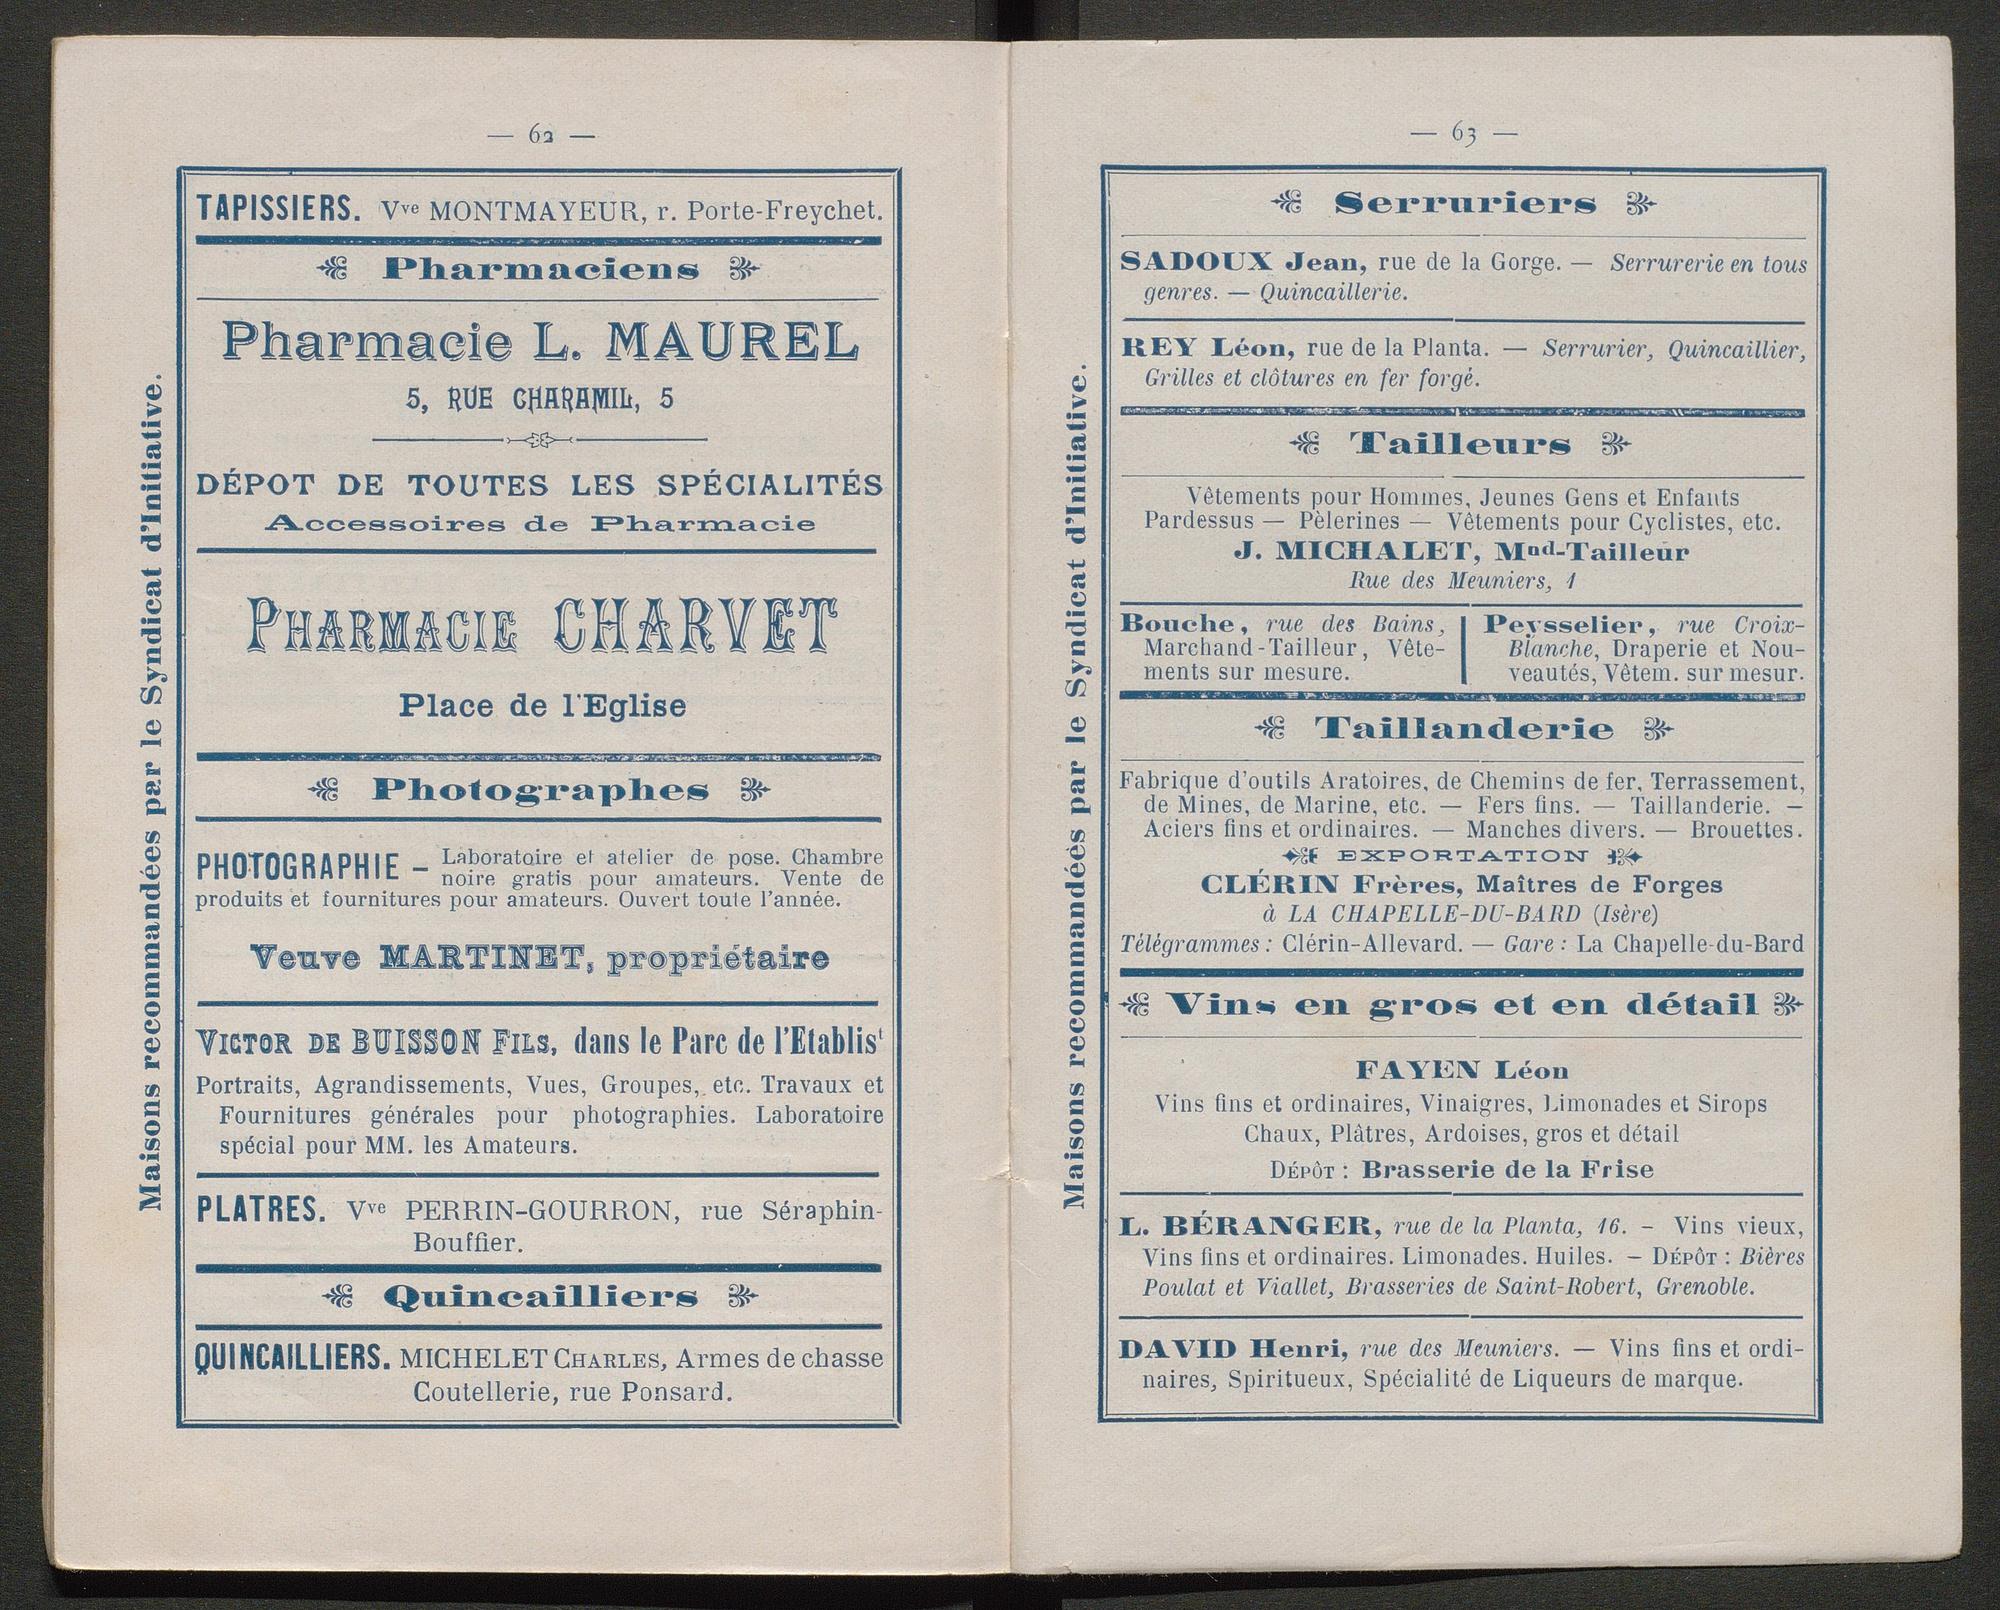 — 62 —
Maisons recommandées par le Syndicat d'Initiative.
TAPISSIERS. Vve MONTMAYEUR, r. Porte-Freychet.
Pharmaciens
Pharmacie L. MAUREL
5, RUE CHARAMIL, 5
DÉPOT DE TOUTES LES SPÉCIALITÉS
Accessoires de Pharmacie
PHARMACIE CHARVET
Place de l'Eglise
Photographes
PHOTOGRAPHIE — Laboratoire et atelier de pose. Chambre
noire gratis pour amateurs. Vente de
produits et fournitures pour amateurs. Ouvert toute l'année.
Veuve MARTINET, propriétaire
VICTOR DE BUISSON FILS, dans le Parc de l'Etablist
Portraits, Agrandissements, Vues, Groupes, etc. Travaux et
Fournitures générales pour photographies. Laboratoire
spécial pour MM. les Amateurs.
PLATRES. Vve PERRIN-GOURRON, rue Séraphin-
Bouffier.
Quincailliers
QUINCAILLIERS. MICHELET CHARLES, Armes de chasse
Coutellerie, rue Ponsard.
— 63 —
Maisons recommandées par le Syndicat d'Initiative.
Serruriers
SADOUX Jean, rue de la Gorge. — Serrurerie en tous
genres. — Quincaillerie.
REY Léon, rue de la Planta. — Serrurier, Quincaillier,
Grilles et clôtures en fer forgé.
Tailleurs
Vêtements pour Hommes, Jeunes Gens et Enfants
Pardessus — Pèlerines — Vêtements pour Cyclistes, etc.
J. MICHALET, Mnd-Tailleur
Rue des Meuniers, 1
Bouche, rue des Bains,
Marchand-Tailleur, Vête-
ments sur mesure.
Peysselier, rue Croix-
Blanche, Draperie et Nou-
veautés, Vêtem. sur mesur.
Taillanderie
Fabrique d'outils Aratoires, de Chemins de fer, Terrassement,
de Mines, de Marine, etc. — Fers fins. — Taillanderie. —
Aciers fins et ordinaires. — Manches divers. — Brouettes.
EXPORTATION
CLÉRIN Frères, Maîtres de Forges
à LA CHAPELLE-DU-BARD (Isère)
Télégrammes : Clérin-Allevard. — Gare : La Chapelle-du-Bard
Vins en gros et en détail
FAYEN Léon
Vins fins et ordinaires, Vinaigres, Limonades et Sirops
Chaux, Plâtres, Ardoises, gros et détail
DÉPÔT : Brasserie de la Frise
L. BÉRANGER, rue de la Planta, 16. — Vins vieux,
Vins fins et ordinaires. Limonades. Huiles. — DÉPÔT : Bières
Poulat et Viallet, Brasseries de Saint-Robert, Grenoble.
DAVID Henri, rue des Meuniers. — Vins fins et ordi-
naires, Spiritueux, Spécialité de Liqueurs de marque.